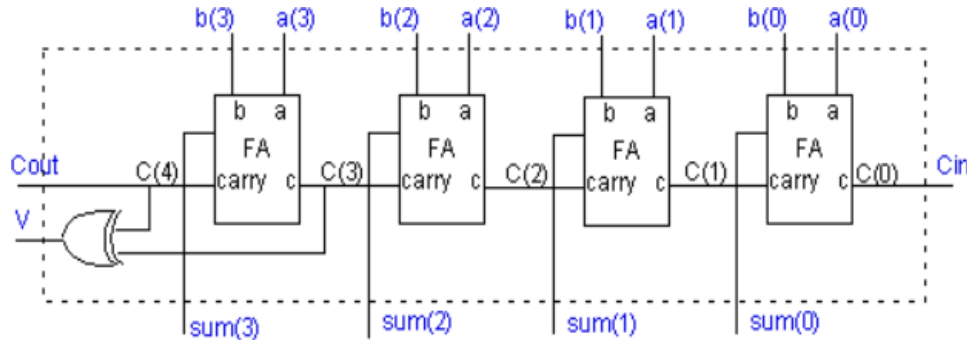 b(3) a(3) b(2) a(2) b(1) a(1) b(0) a(0)
b a b a b a b a
FA FA FA FA
Cout C(4) carry c C(3) carry c C(2) carry c C(1) carry c C(0) Cin
V
sum(3) sum(2) sum(1) sum(0)